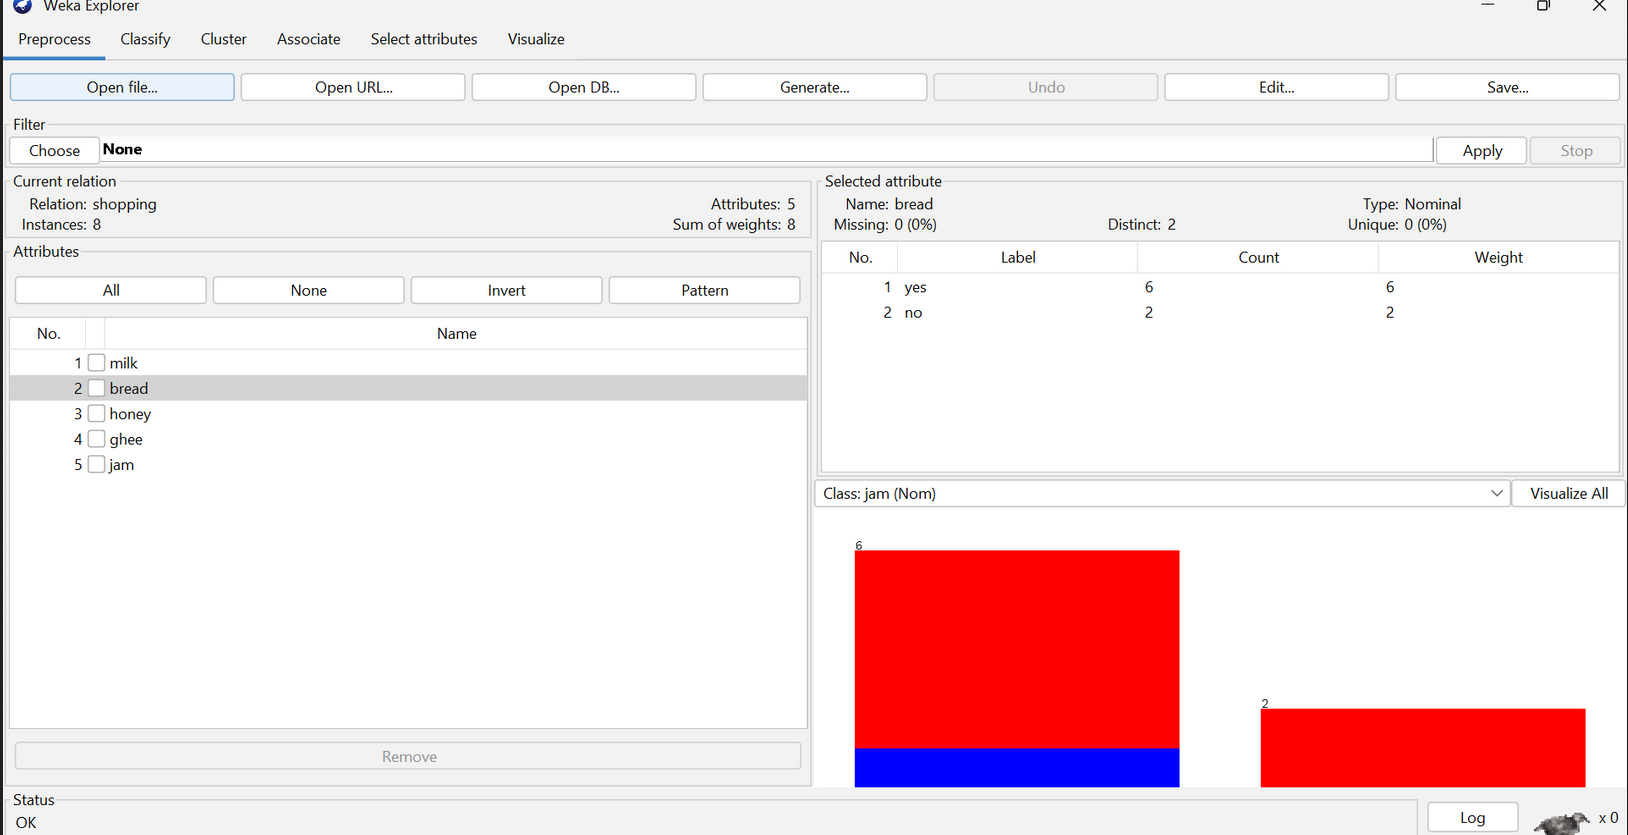 Weka Explorer
Preprocess Classify Cluster Associate Select attributes Visualize
Open file... Open URL... Open DB... Generate... Undo Edit... Save...
Filter
Choose None Apply Stop
Current relation
Relation: shopping Attributes: 5
Instances: 8 Sum of weights: 8
Attributes
All None Invert Pattern
No. Name
1 milk
2 bread
3 honey
4 ghee
5 jam
Remove
Selected attribute
Name: bread Type: Nominal
Missing: 0 (0%) Distinct: 2 Unique: 0 (0%)
No. Label Count Weight
1 yes 6 6
2 no 2 2
Class: jam (Nom) Visualize All
6
2
Status
OK Log x 0